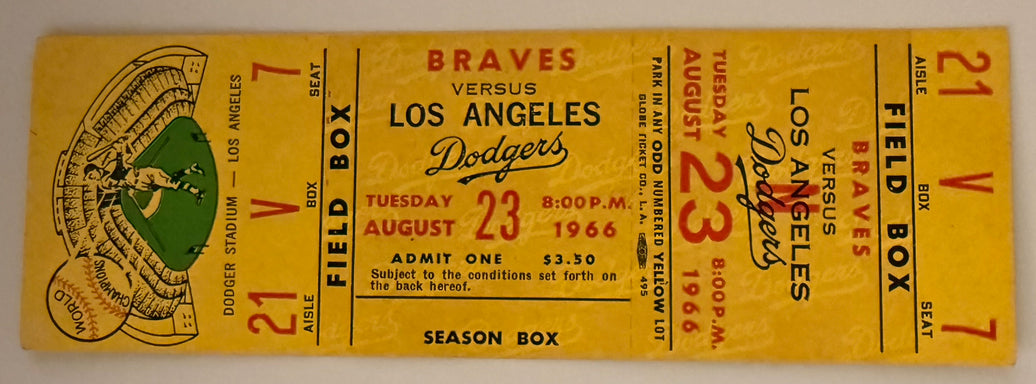 WORLD
CHAMPIONS
DODGER STADIUM — LOS ANGELES
7 SEAT
V BOX
21 AISLE
FIELD BOX
BRAVES
VERSUS
LOS ANGELES
Dodgers
TUESDAY 8:00 P.M.
AUGUST 23 1966
ADMIT ONE $3.50
Subject to the conditions set forth on
the back hereof.
SEASON BOX
PARK IN ANY ODD NUMBERED YELLOW LOT
GLOBE TICKET CO., L. A. 495
TUESDAY 8:00 P.M.
AUGUST 23 1966
LOS ANGELES
Dodgers
VERSUS
BRAVES
FIELD BOX
AISLE 21
BOX V
SEAT 7